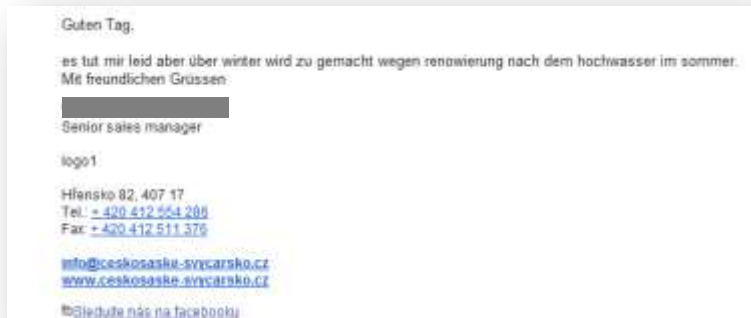 Guten Tag,
es tut mir leid aber über winter wird zu gemacht wegen renowierung nach dem hochwasser im sommer.
Mit freundlichen Grüssen
Senior sales manager
logo1
Hřensko 82, 407 17
Tel.: + 420 412 554 286
Fax: + 420 412 511 376
info@ceskosaske-svycarsko.cz
www.ceskosaske-svycarsko.cz
Sledujte nás na facebooku